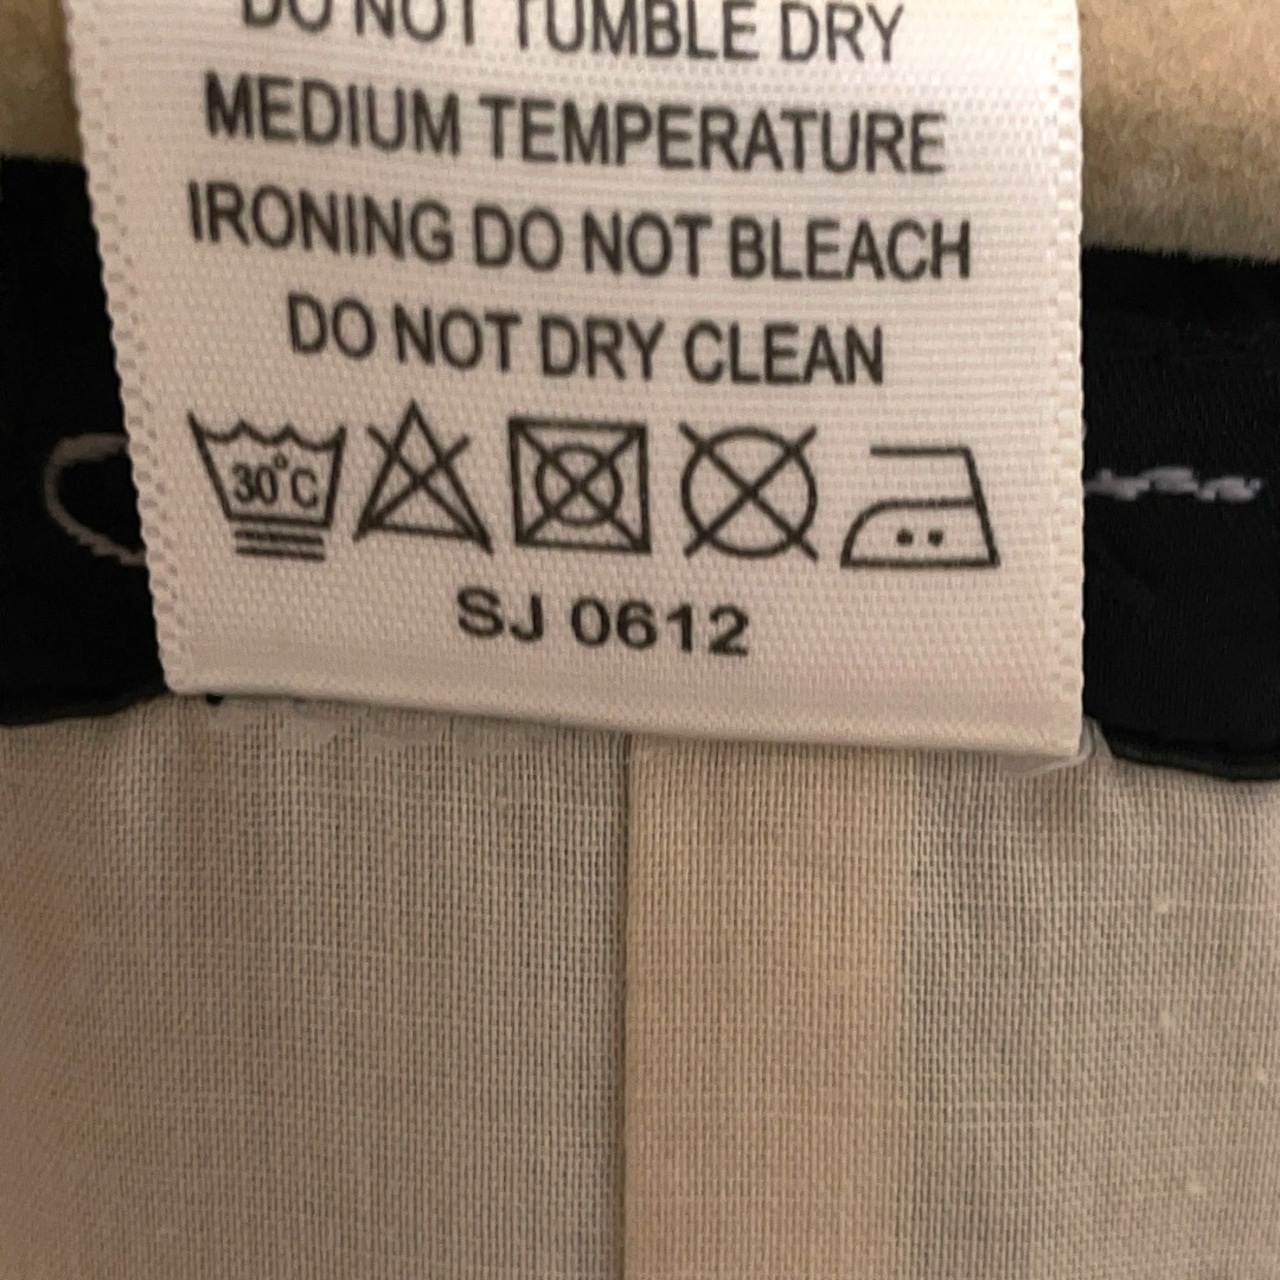 DO NOT TUMBLE DRY
MEDIUM TEMPERATURE
IRONING DO NOT BLEACH
DO NOT DRY CLEAN
30°C
SJ 0612